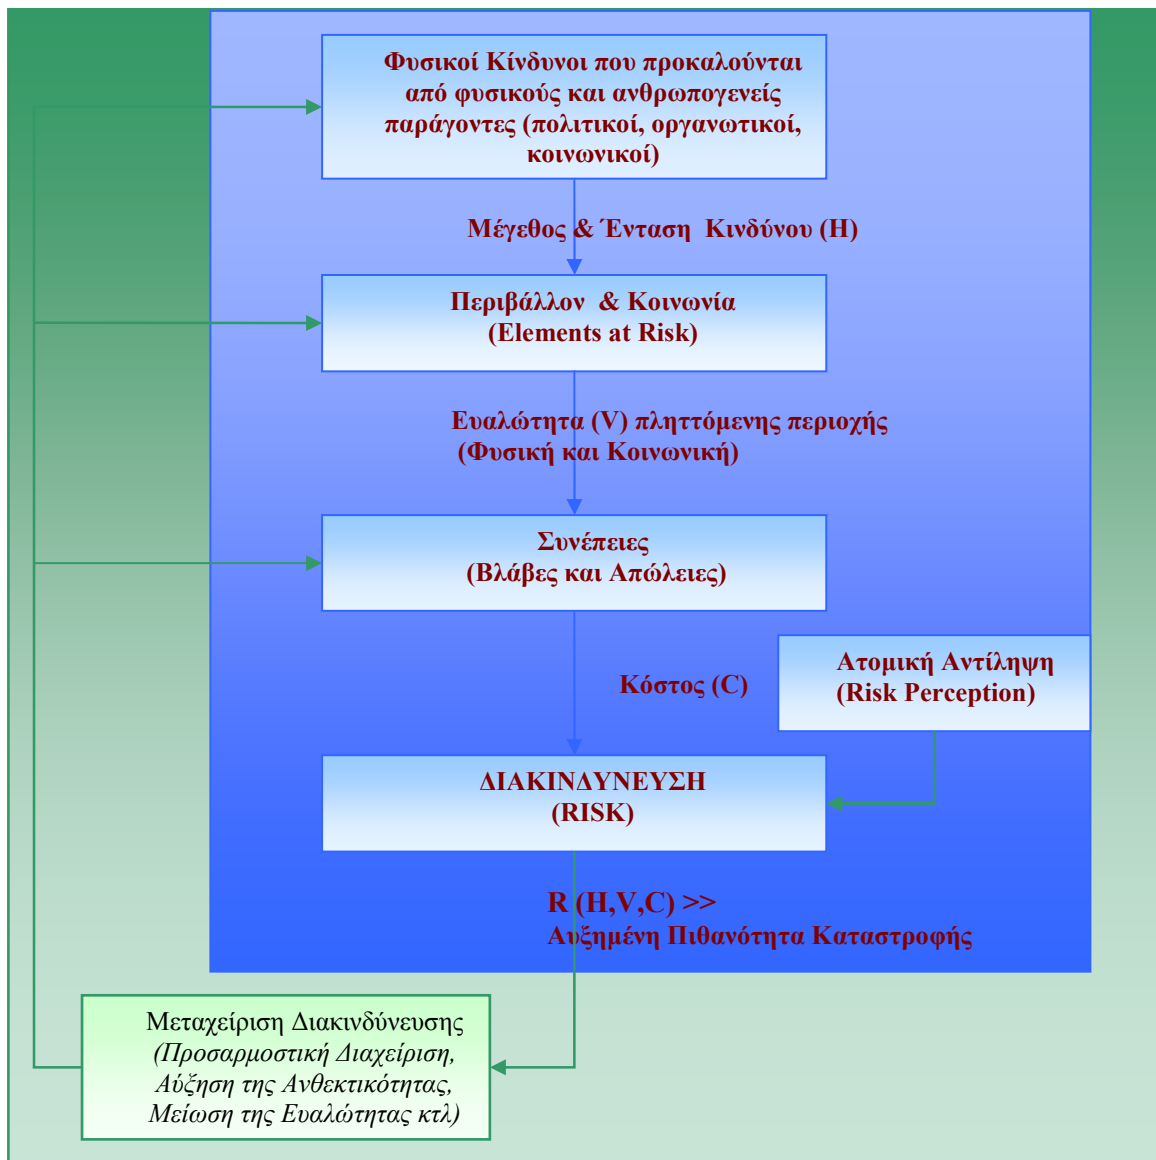 Φυσικοί Κίνδυνοι που προκαλούνται
από φυσικούς και ανθρωπογενείς
παράγοντες (πολιτικοί, οργανωτικοί,
κοινωνικοί)
Μέγεθος & Ένταση Κινδύνου (H)
Περιβάλλον & Κοινωνία
(Elements at Risk)
Ευαλώτητα (V) πληττόμενης περιοχής
(Φυσική και Κοινωνική)
Συνέπειες
(Βλάβες και Απώλειες)
Κόστος (C)
Ατομική Αντίληψη
(Risk Perception)
ΔΙΑΚΙΝΔΥΝΕΥΣΗ
(RISK)
R (H,V,C) >>
Αυξημένη Πιθανότητα Καταστροφής
Μεταχείριση Διακινδύνευσης
(Προσαρμοστική Διαχείριση,
Αύξηση της Ανθεκτικότητας,
Μείωση της Ευαλώτητας κτλ)